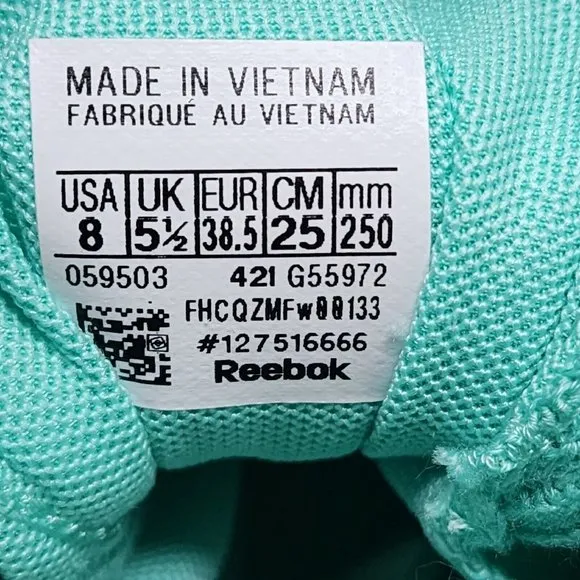 MADE IN VIETNAM
FABRIQUÉ AU VIETNAM
USA UK EUR CM mm
8 5½ 38.5 25 250
059503 421 G55972
FHCQZMFw00133
#127516666
Reebok